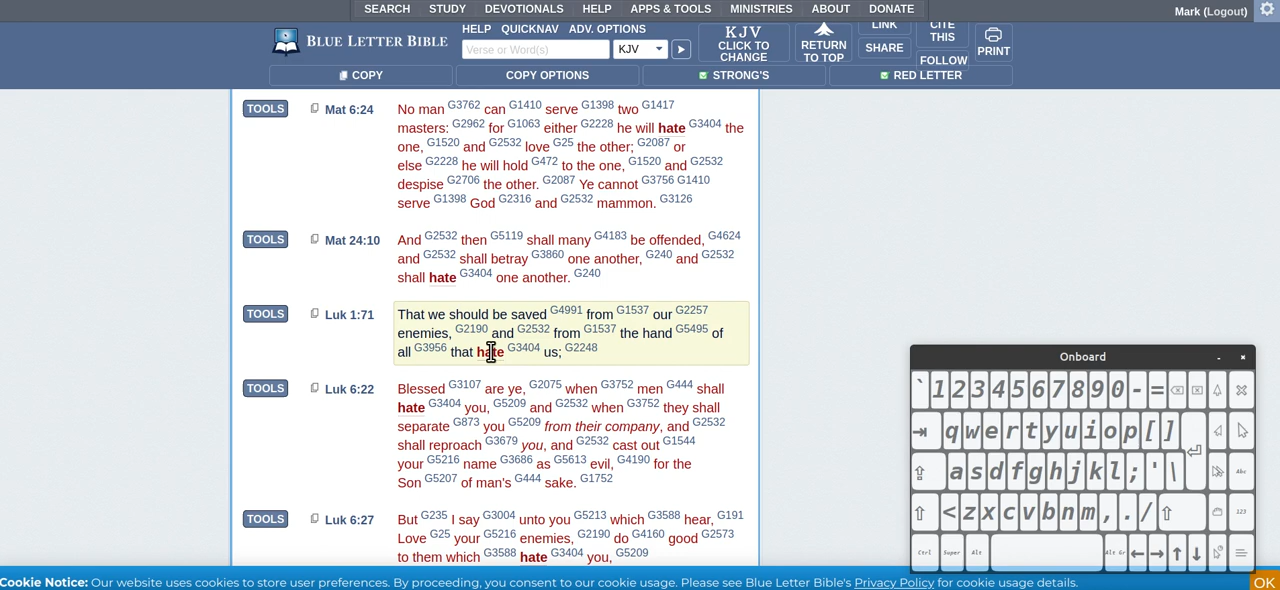 SEARCH STUDY DEVOTIONALS HELP APPS & TOOLS MINISTRIES ABOUT DONATE Mark (Logout)
BLUE LETTER BIBLE
HELP QUICKNAV ADV. OPTIONS
Verse or Word(s) KJV
KJV
CLICK TO
CHANGE
RETURN
TO TOP
LINK
SHARE
CITE
THIS
FOLLOW
PRINT
COPY COPY OPTIONS STRONG'S RED LETTER
TOOLS Mat 6:24 No man G3762 can G1410 serve G1398 two G1417
masters: G2962 for G1063 either G2228 he will hate G3404 the
one, G1520 and G2532 love G25 the other; G2087 or
else G2228 he will hold G472 to the one, G1520 and G2532
despise G2706 the other. G2087 Ye cannot G3756 G1410
serve G1398 God G2316 and G2532 mammon. G3126
TOOLS Mat 24:10 And G2532 then G5119 shall many G4183 be offended, G4624
and G2532 shall betray G3860 one another, G240 and G2532
shall hate G3404 one another. G240
TOOLS Luk 1:71 That we should be saved G4991 from G1537 our G2257
enemies, G2190 and G2532 from G1537 the hand G5495 of
all G3956 that hate G3404 us; G2248
TOOLS Luk 6:22 Blessed G3107 are ye, G2075 when G3752 men G444 shall
hate G3404 you, G5209 and G2532 when G3752 they shall
separate G873 you G5209 from their company, and G2532
shall reproach G3679 you, and G2532 cast out G1544
your G5216 name G3686 as G5613 evil, G4190 for the
Son G5207 of man's G444 sake. G1752
TOOLS Luk 6:27 But G235 I say G3004 unto you G5213 which G3588 hear, G191
Love G25 your G5216 enemies, G2190 do G4160 good G2573
to them which G3588 hate G3404 you, G5209
Onboard - ×
` 1 2 3 4 5 6 7 8 9 0 - =
q w e r t y u i o p [ ]
a s d f g h j k l ; ' \ Abc
< z x c v b n m , . / 123
Ctrl Super Alt Alt Gr
Cookie Notice: Our website uses cookies to store user preferences. By proceeding, you consent to our cookie usage. Please see Blue Letter Bible's Privacy Policy for cookie usage details. OK